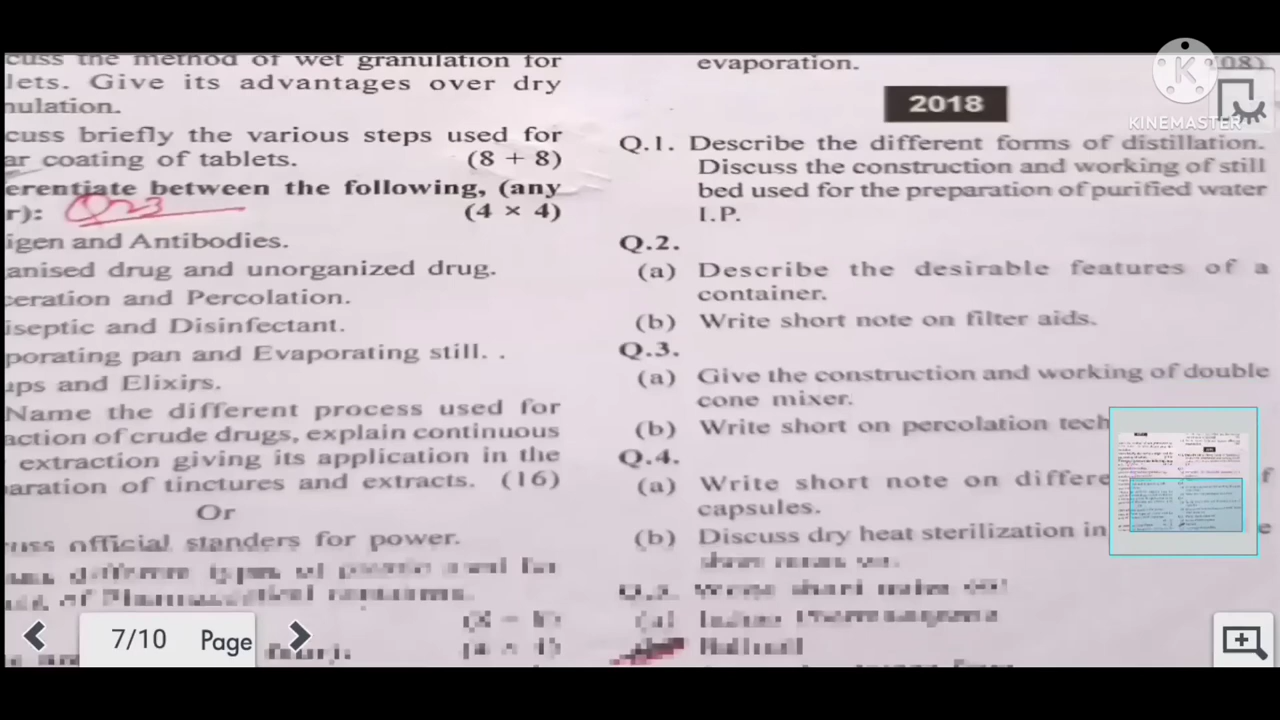 cuss the method of wet granulation for
lets. Give its advantages over dry
nulation.
cuss briefly the various steps used for
ar coating of tablets. (8 + 8)
erentiate between the following, (any
r): (4 × 4)
igen and Antibodies.
anised drug and unorganized drug.
ceration and Percolation.
iseptic and Disinfectant.
porating pan and Evaporating still. .
ups and Elixirs.
Name the different process used for
action of crude drugs, explain continuous
extraction giving its application in the
paration of tinctures and extracts. (16)
Or
cuss official standers for power.
evaporation. 08)
2018
Q.1. Describe the different forms of distillation.
Discuss the construction and working of still
bed used for the preparation of purified water
I.P.
Q.2.
(a) Describe the desirable features of a
container.
(b) Write short note on filter aids.
Q.3.
(a) Give the construction and working of double
cone mixer.
(b) Write short on percolation tech
Q.4.
(a) Write short note on differe f
capsules.
(b) Discuss dry heat sterilization in e
Write short notes on
(a)
K
KINEMASTER
7/10 Page